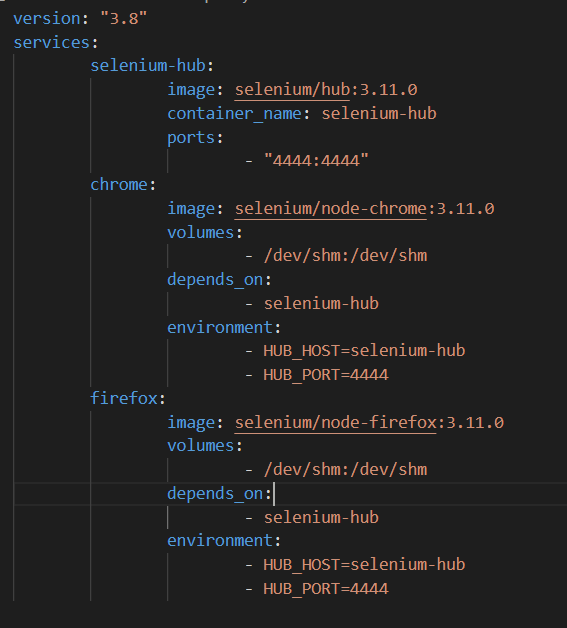 version: "3.8"
services:
        selenium-hub:
                image: selenium/hub:3.11.0
                container_name: selenium-hub
                ports:
                        - "4444:4444"
        chrome:
                image: selenium/node-chrome:3.11.0
                volumes:
                        - /dev/shm:/dev/shm
                depends_on:
                        - selenium-hub
                environment:
                        - HUB_HOST=selenium-hub
                        - HUB_PORT=4444
        firefox:
                image: selenium/node-firefox:3.11.0
                volumes:
                        - /dev/shm:/dev/shm
                depends_on:
                        - selenium-hub
                environment:
                        - HUB_HOST=selenium-hub
                        - HUB_PORT=4444